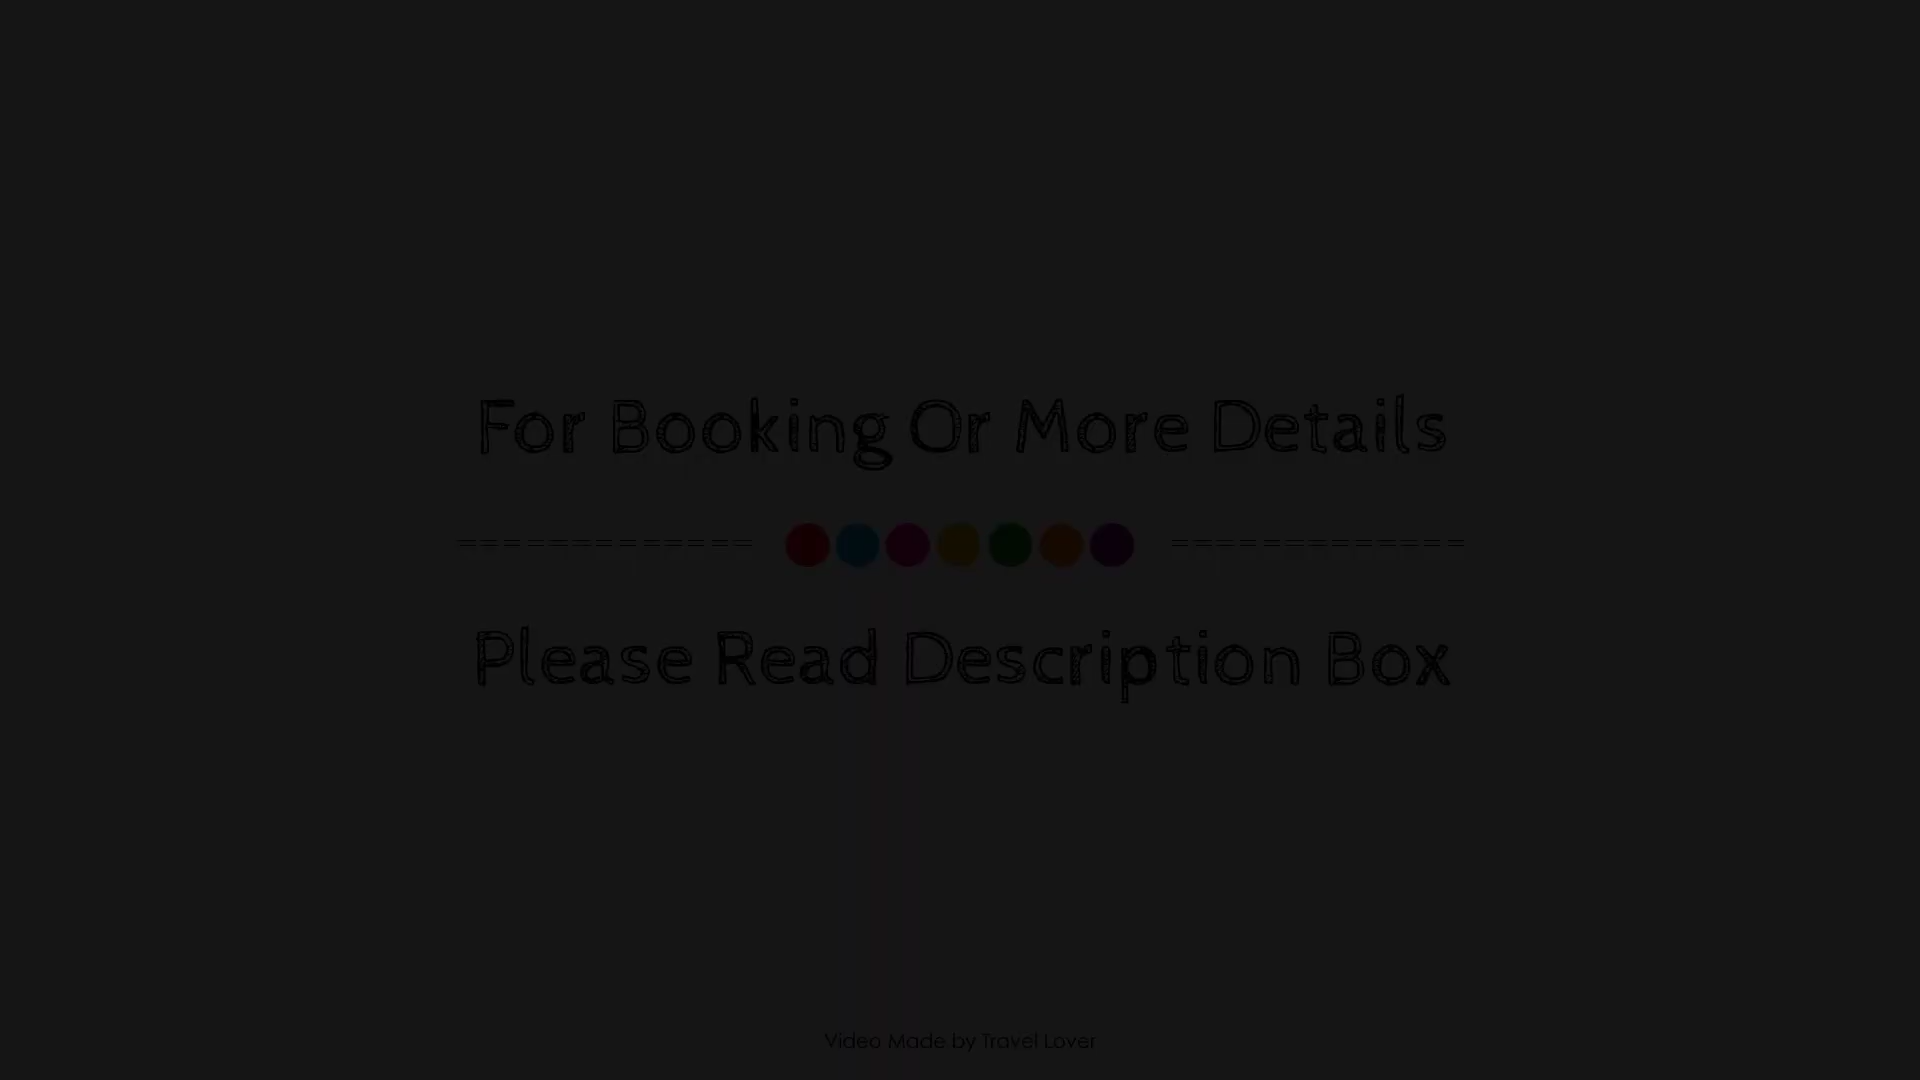 For Booking Or More Details
============= =============
Please Read Description Box
Video Made by Travel Lover